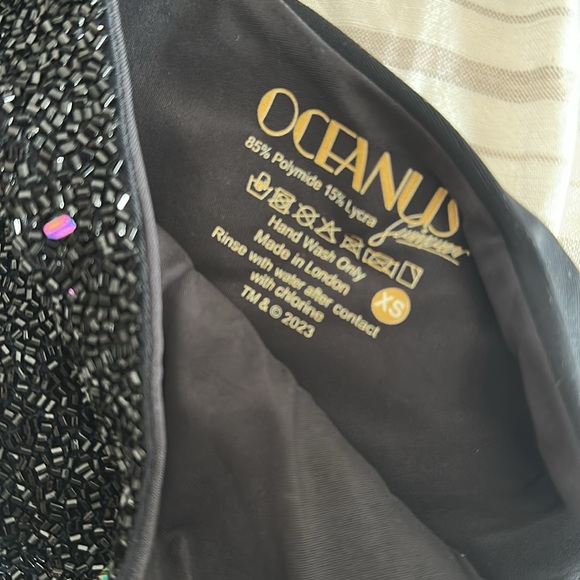 OCEANUS
Swimwear
85% Polymide 15% Lycra
Hand Wash Only
Made in London
Rinse with water after contact
with chlorine
TM & © 2023
XS